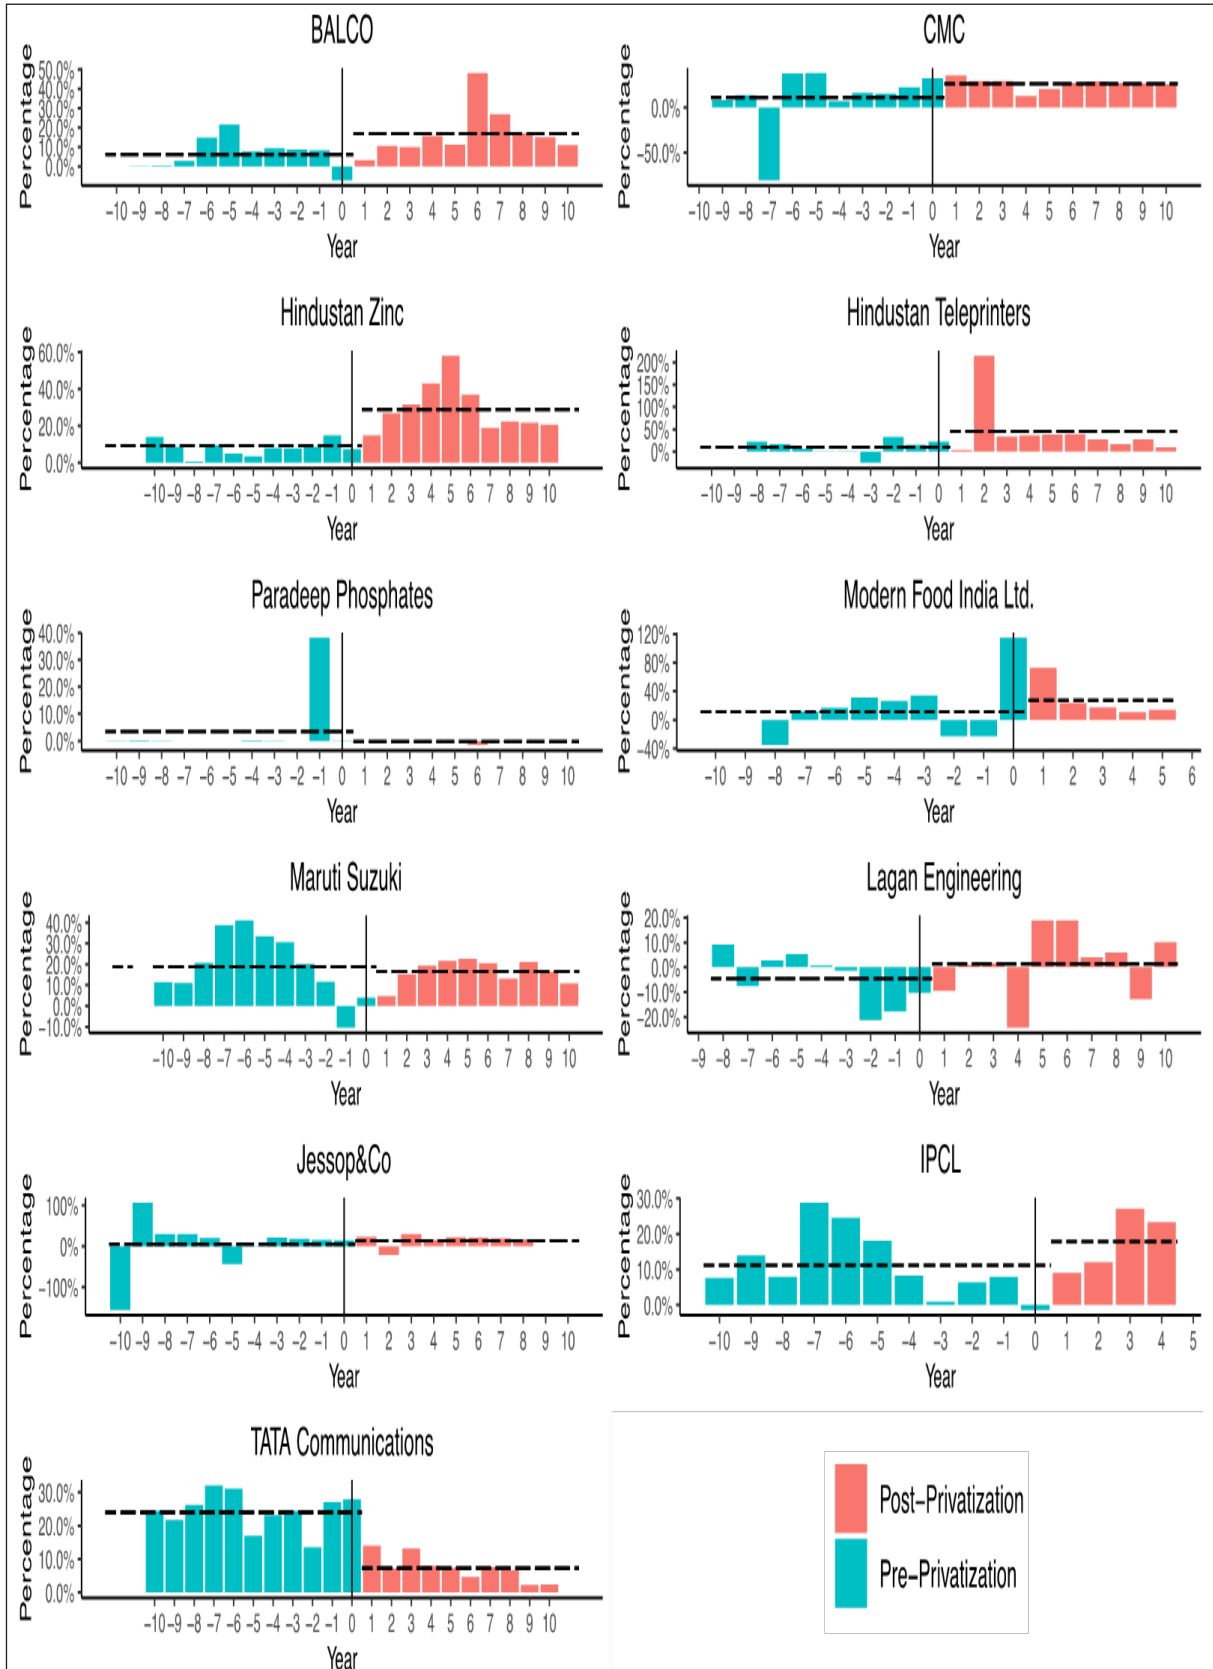 BALCO
Percentage
50.0%
40.0%
30.0%
20.0%
10.0%
0.0%
-10 -9 -8 -7 -6 -5 -4 -3 -2 -1 0 1 2 3 4 5 6 7 8 9 10
Year
CMC
Percentage
0.0%
-50.0%
-10 -9 -8 -7 -6 -5 -4 -3 -2 -1 0 1 2 3 4 5 6 7 8 9 10
Year
Hindustan Zinc
Percentage
60.0%
40.0%
20.0%
0.0%
-10 -9 -8 -7 -6 -5 -4 -3 -2 -1 0 1 2 3 4 5 6 7 8 9 10
Year
Hindustan Teleprinters
Percentage
200%
150%
100%
50%
0%
-10 -9 -8 -7 -6 -5 -4 -3 -2 -1 0 1 2 3 4 5 6 7 8 9 10
Year
Paradeep Phosphates
Percentage
40.0%
30.0%
20.0%
10.0%
0.0%
-10 -9 -8 -7 -6 -5 -4 -3 -2 -1 0 1 2 3 4 5 6 7 8 9 10
Year
Modern Food India Ltd.
Percentage
120%
80%
40%
0%
-40%
-10 -9 -8 -7 -6 -5 -4 -3 -2 -1 0 1 2 3 4 5 6
Year
Maruti Suzuki
Percentage
40.0%
30.0%
20.0%
10.0%
0.0%
-10.0%
-10 -9 -8 -7 -6 -5 -4 -3 -2 -1 0 1 2 3 4 5 6 7 8 9 10
Year
Lagan Engineering
Percentage
20.0%
10.0%
0.0%
-10.0%
-20.0%
-9 -8 -7 -6 -5 -4 -3 -2 -1 0 1 2 3 4 5 6 7 8 9 10
Year
Jessop&Co
Percentage
100%
0%
-100%
-10 -9 -8 -7 -6 -5 -4 -3 -2 -1 0 1 2 3 4 5 6 7 8 9 10
Year
IPCL
Percentage
30.0%
20.0%
10.0%
0.0%
-10 -9 -8 -7 -6 -5 -4 -3 -2 -1 0 1 2 3 4 5
Year
TATA Communications
Percentage
30.0%
20.0%
10.0%
0.0%
-10 -9 -8 -7 -6 -5 -4 -3 -2 -1 0 1 2 3 4 5 6 7 8 9 10
Year
Post-Privatization
Pre-Privatization